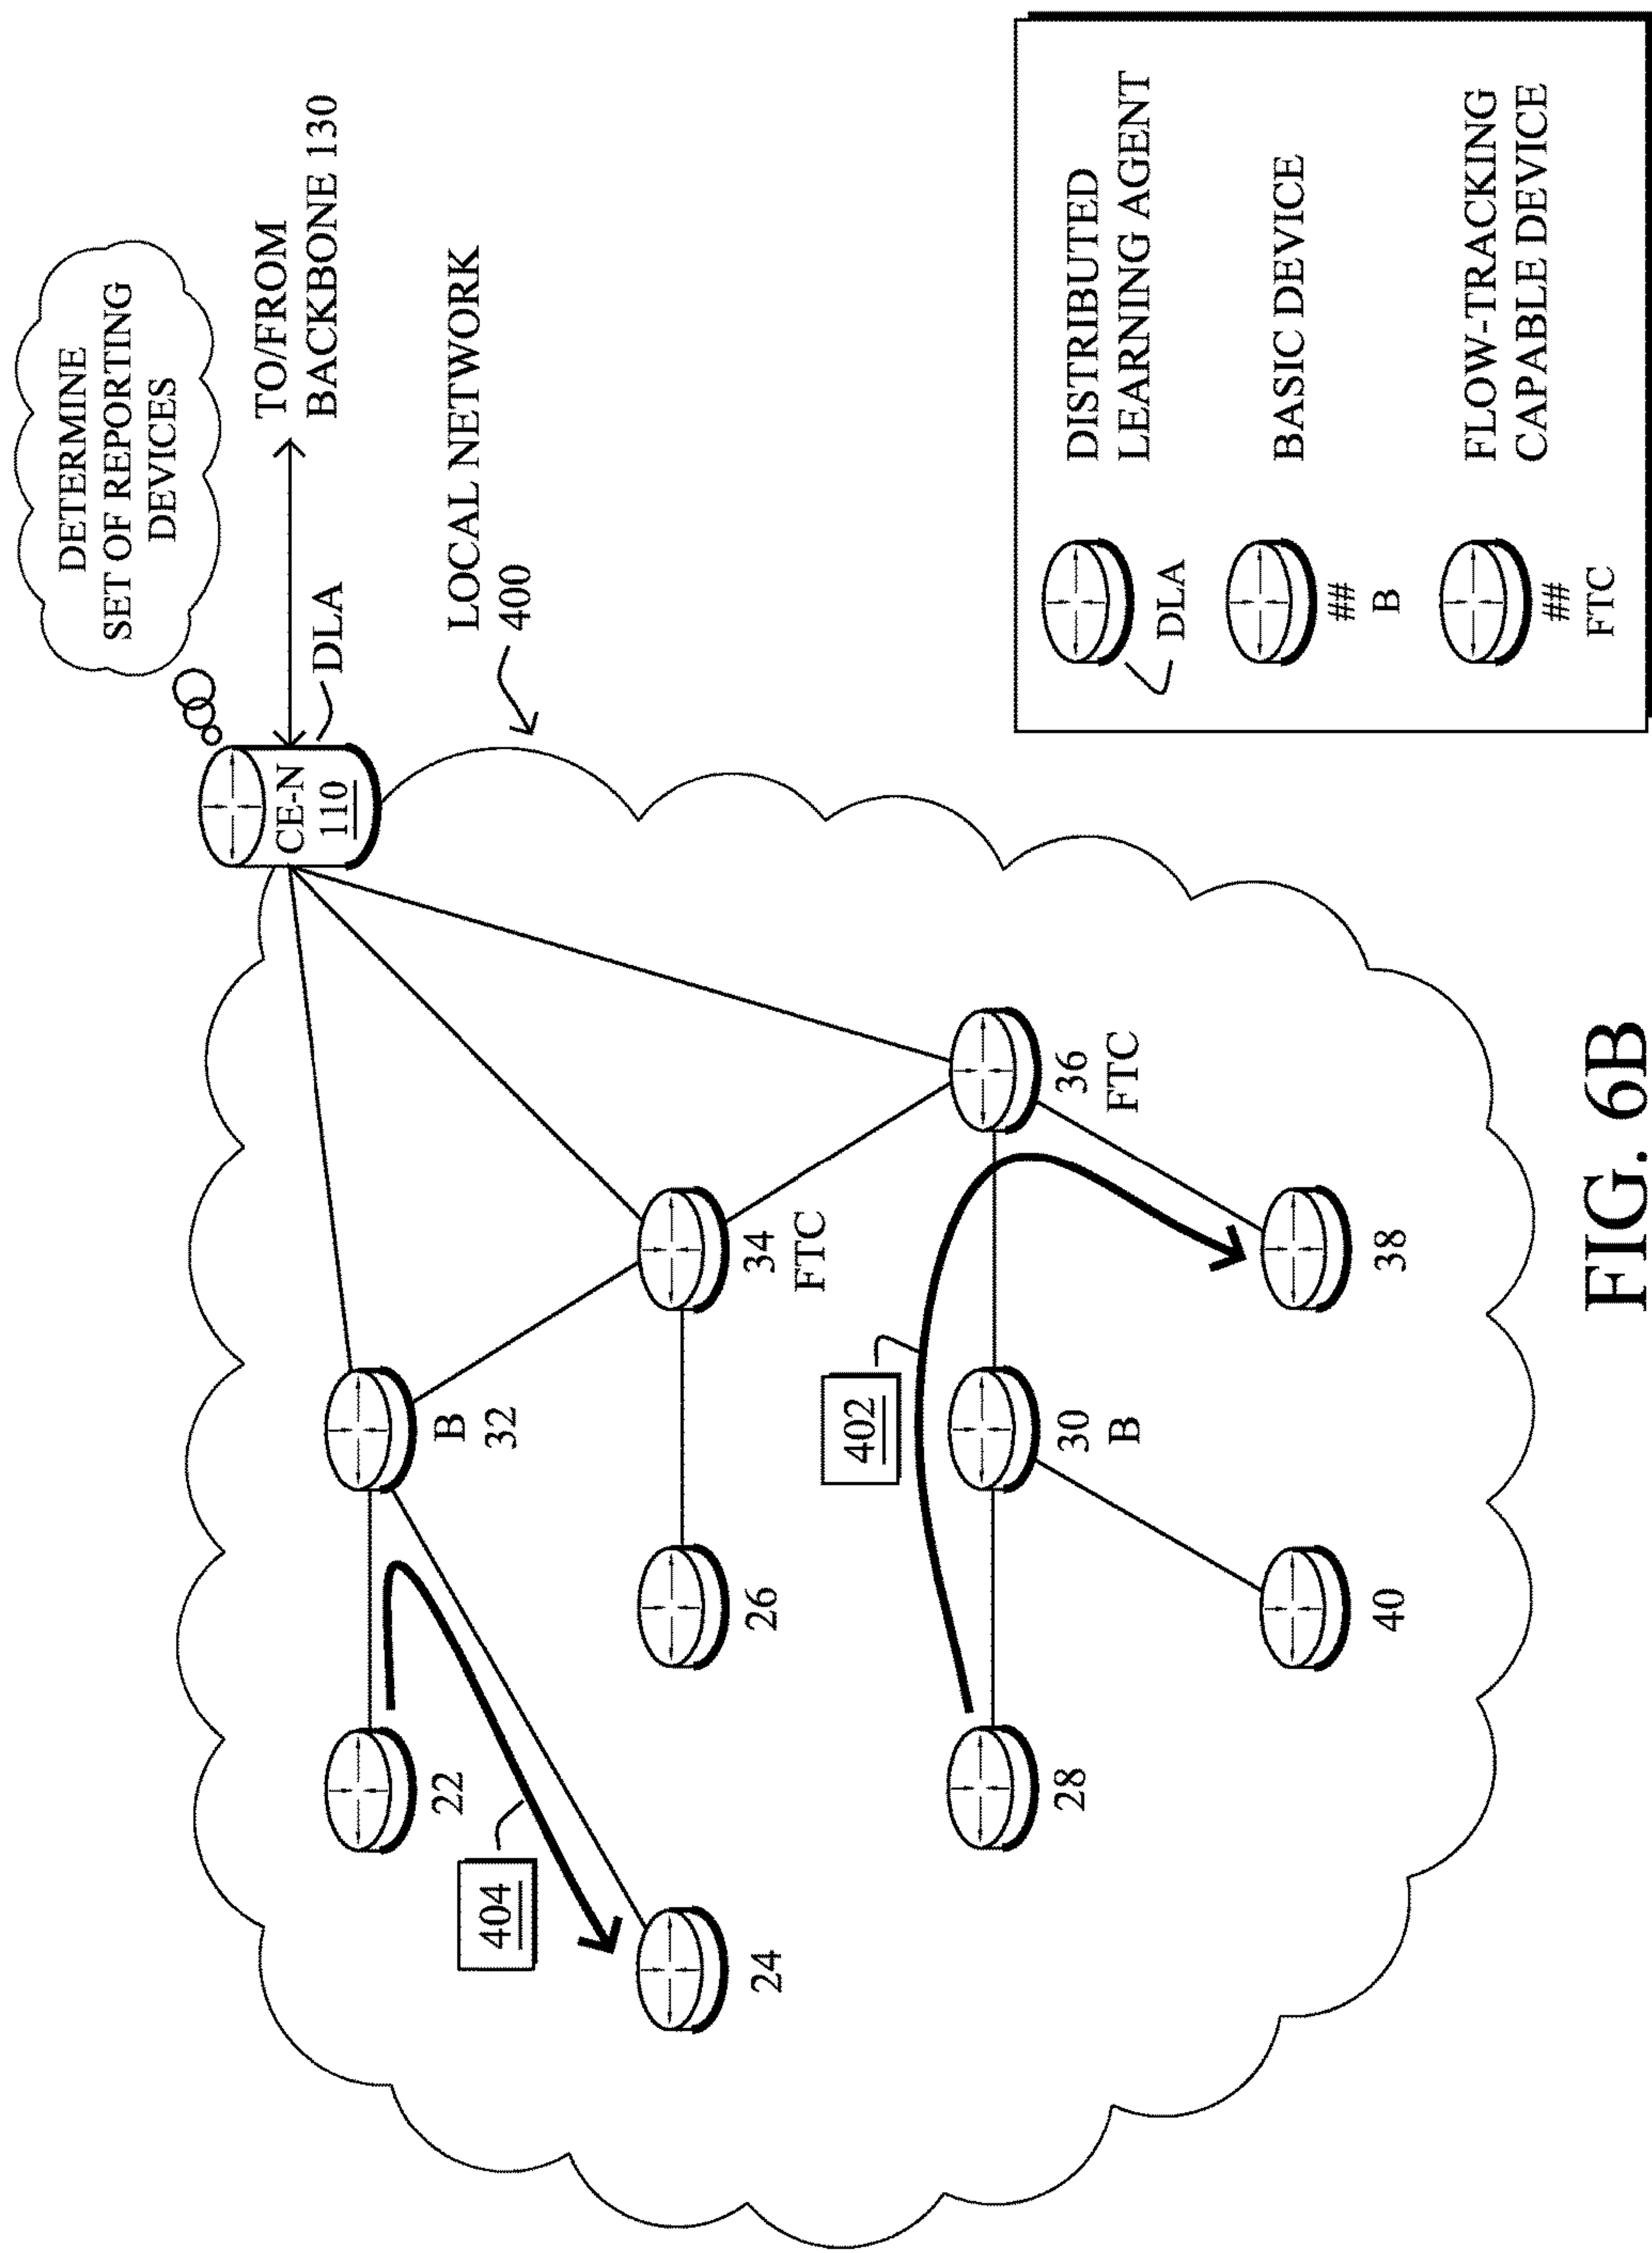 DETERMINE
SET OF REPORTING
DEVICES
TO/FROM
BACKBONE 130
CE-N
110
DLA
LOCAL NETWORK
400
22
B
32
404
24
26
34
FTC
402
28
30
B
36
FTC
40
38
DLA
DISTRIBUTED
LEARNING AGENT
##
B
BASIC DEVICE
##
FTC
FLOW-TRACKING
CAPABLE DEVICE
FIG. 6B